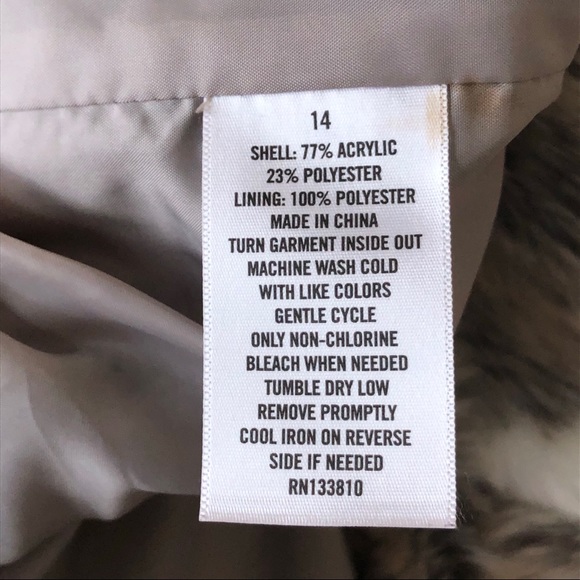 14
SHELL: 77% ACRYLIC
23% POLYESTER
LINING: 100% POLYESTER
MADE IN CHINA
TURN GARMENT INSIDE OUT
MACHINE WASH COLD
WITH LIKE COLORS
GENTLE CYCLE
ONLY NON-CHLORINE
BLEACH WHEN NEEDED
TUMBLE DRY LOW
REMOVE PROMPTLY
COOL IRON ON REVERSE
SIDE IF NEEDED
RN133810